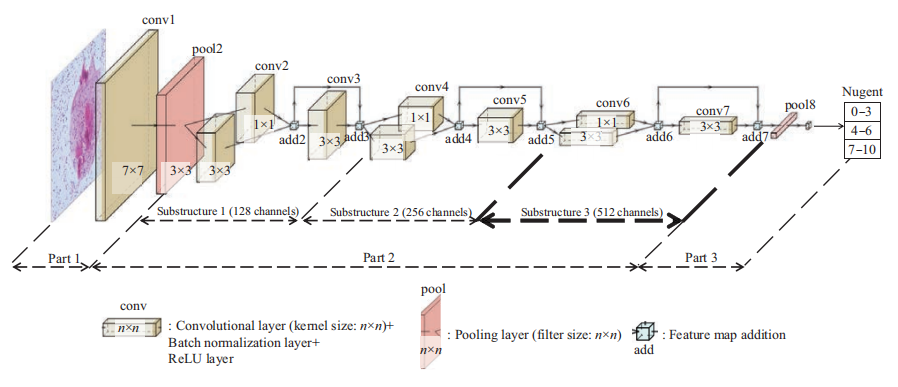 conv1
pool2
conv2
conv3
conv4
conv5
conv6
conv7
pool8
Nugent
0–3
4–6
7–10
7×7
3×3
3×3
1×1
add2
3×3
add3
1×1
3×3
add4
3×3
add5
1×1
3×3
add6
3×3
add7
Substructure 1 (128 channels)
Substructure 2 (256 channels)
Substructure 3 (512 channels)
Part 1
Part 2
Part 3
conv
n×n
: Convolutional layer (kernel size: n×n)+
Batch normalization layer+
ReLU layer
pool
n×n
: Pooling layer (filter size: n×n)
add
: Feature map addition